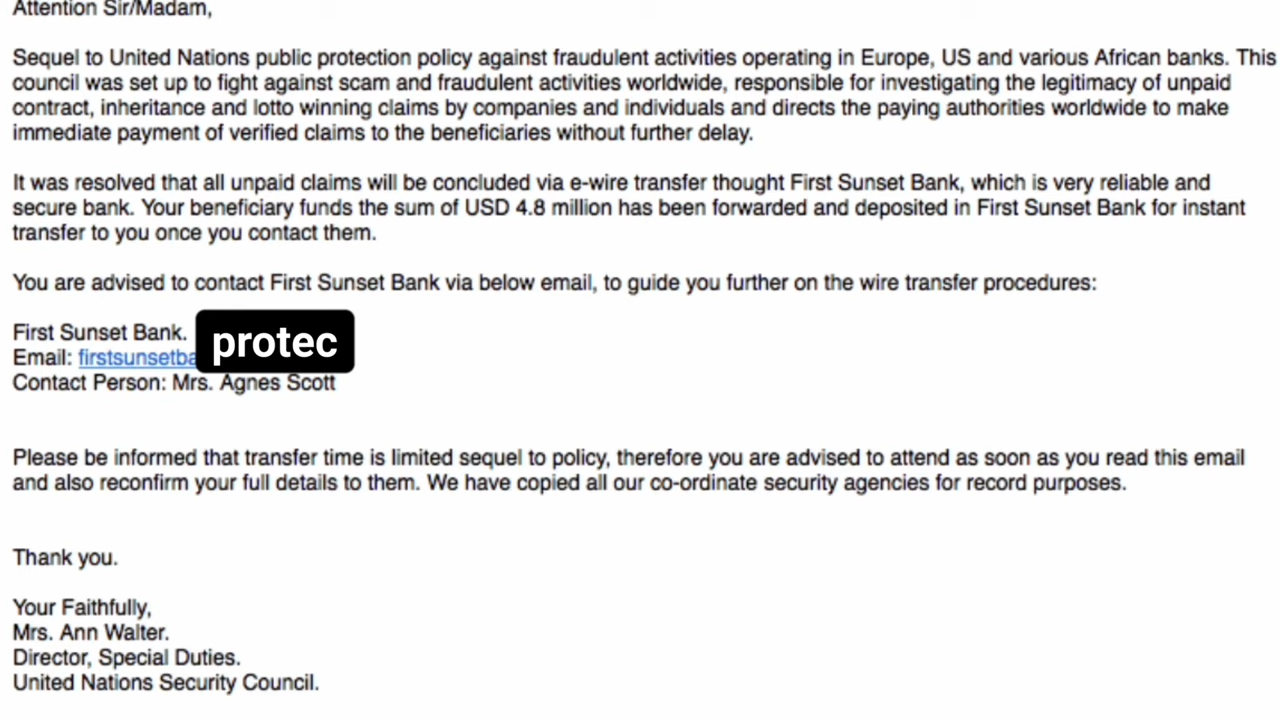 Attention Sir/Madam,
Sequel to United Nations public protection policy against fraudulent activities operating in Europe, US and various African banks. This
council was set up to fight against scam and fraudulent activities worldwide, responsible for investigating the legitimacy of unpaid
contract, inheritance and lotto winning claims by companies and individuals and directs the paying authorities worldwide to make
immediate payment of verified claims to the beneficiaries without further delay.
It was resolved that all unpaid claims will be concluded via e-wire transfer thought First Sunset Bank, which is very reliable and
secure bank. Your beneficiary funds the sum of USD 4.8 million has been forwarded and deposited in First Sunset Bank for instant
transfer to you once you contact them.
You are advised to contact First Sunset Bank via below email, to guide you further on the wire transfer procedures:
First Sunset Bank.
protec
Email: firstsunsetba
Contact Person: Mrs. Agnes Scott
Please be informed that transfer time is limited sequel to policy, therefore you are advised to attend as soon as you read this email
and also reconfirm your full details to them. We have copied all our co-ordinate security agencies for record purposes.
Thank you.
Your Faithfully,
Mrs. Ann Walter.
Director, Special Duties.
United Nations Security Council.